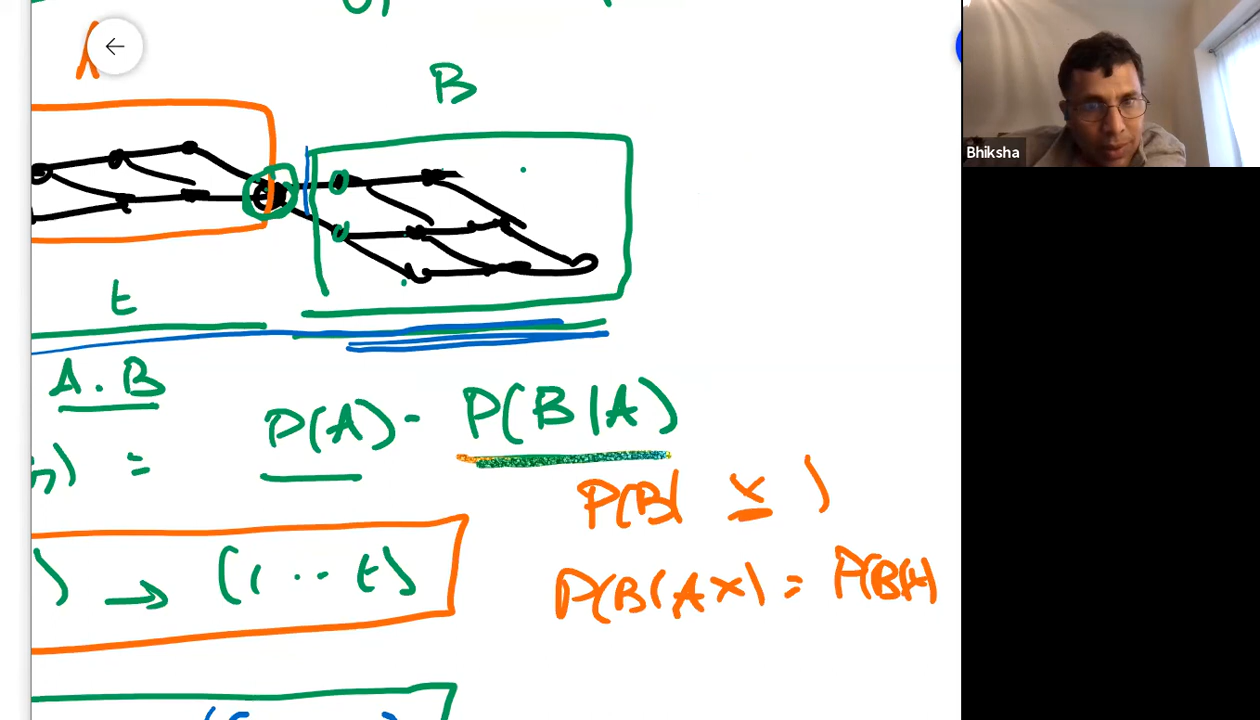 A
B
Bhiksha
t
A . B
P(A) - P(B|A)
) =
P(B| x )
) → (1 .. t)
P(B|A x) = P(B|